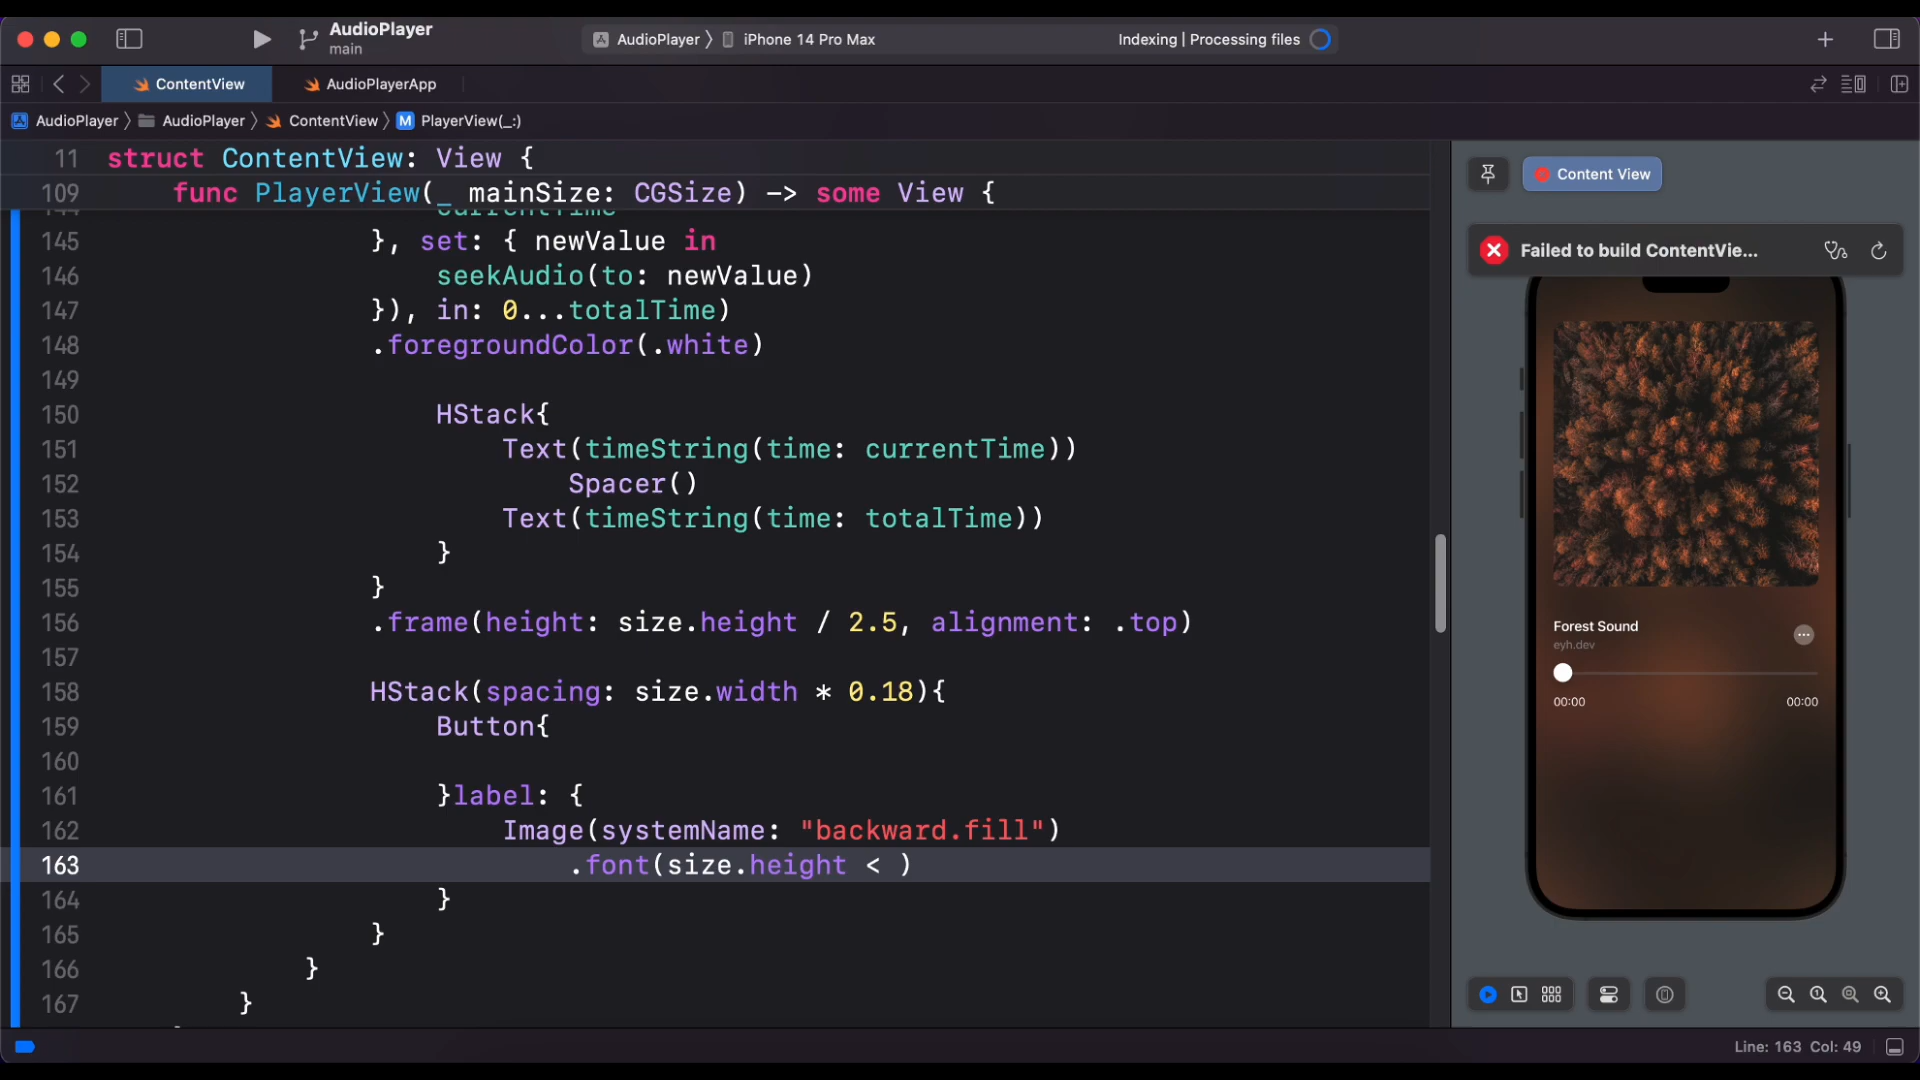 AudioPlayer
main
AudioPlayer 〉 iPhone 14 Pro Max
Indexing | Processing files
ContentView
AudioPlayerApp
AudioPlayer 〉 AudioPlayer 〉 ContentView 〉 M PlayerView(_:)
11 struct ContentView: View {
109 func PlayerView(_ mainSize: CGSize) -> some View {
144 currentTime
145 }, set: { newValue in
146 seekAudio(to: newValue)
147 }), in: 0...totalTime)
148 .foregroundColor(.white)
149
150 HStack{
151 Text(timeString(time: currentTime))
152 Spacer()
153 Text(timeString(time: totalTime))
154 }
155 }
156 .frame(height: size.height / 2.5, alignment: .top)
157
158 HStack(spacing: size.width * 0.18){
159 Button{
160
161 }label: {
162 Image(systemName: "backward.fill")
163 .font(size.height < )
164 }
165 }
166 }
167 }
Content View
Failed to build ContentVie...
Forest Sound
eyh.dev
00:00 00:00
Line: 163 Col: 49